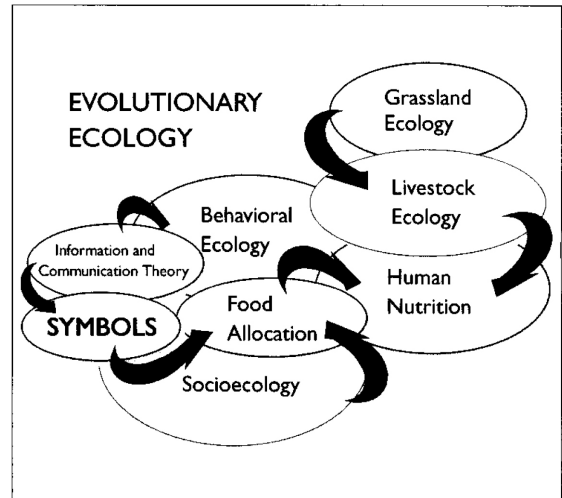 EVOLUTIONARY
ECOLOGY
Grassland
Ecology
Livestock
Ecology
Behavioral
Ecology
Information and
Communication Theory
Human
Nutrition
Food
Allocation
SYMBOLS
Socioecology